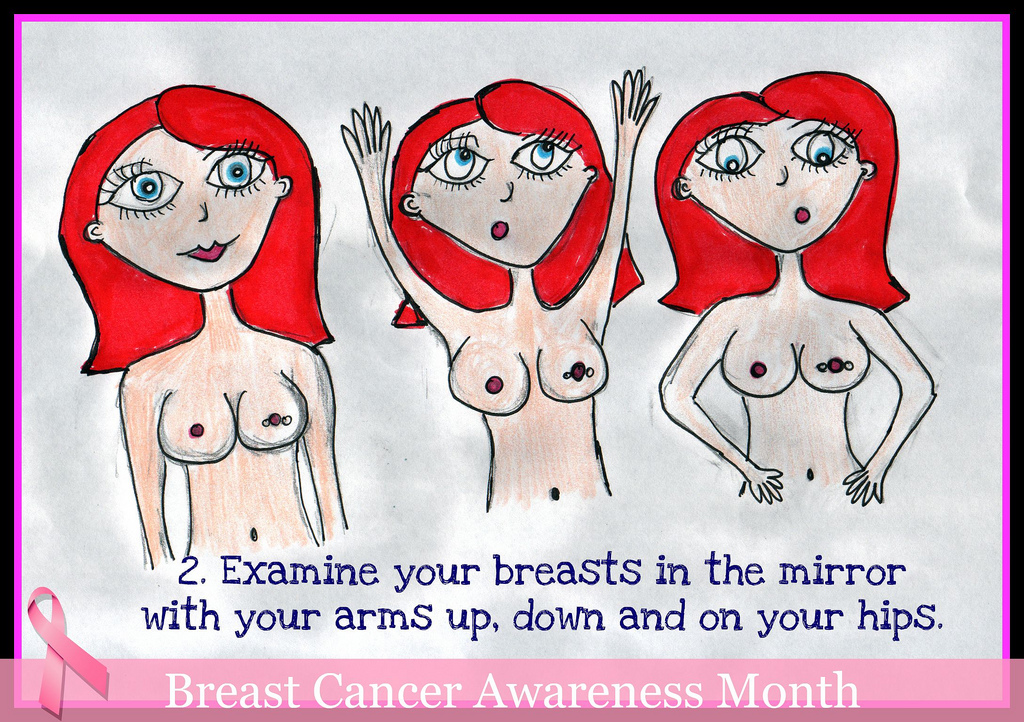 2. Examine your breasts in the mirror
with your arms up, down and on your hips.
Breast Cancer Awareness Month